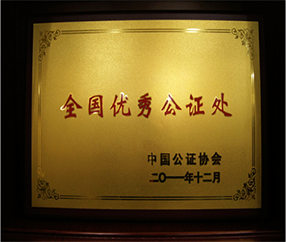 全国优秀公证处
中国公证协会
二〇一一年十二月